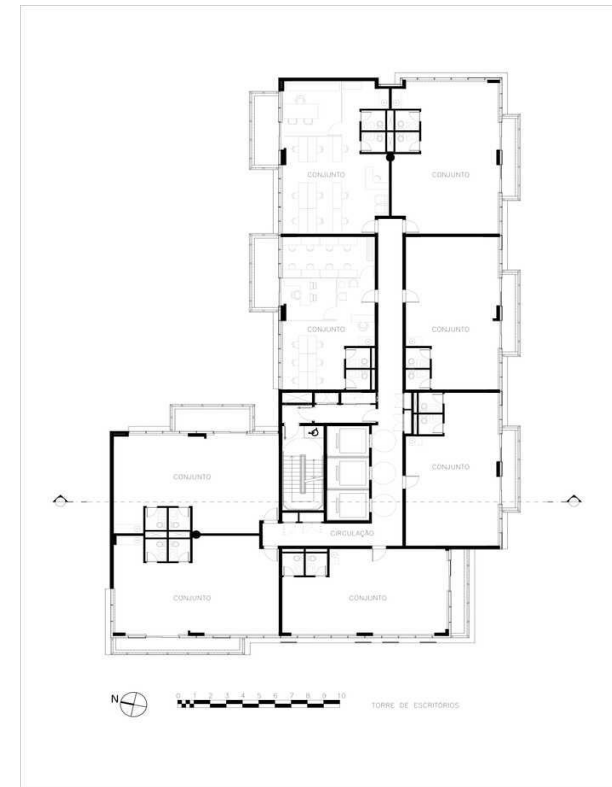 CONJUNTO
CONJUNTO
CONJUNTO
CONJUNTO
CONJUNTO
CONJUNTO
CIRCULAÇÃO
CONJUNTO
CONJUNTO
N
0 1 2 3 4 5 6 7 8 9 10
TORRE DE ESCRITÓRIOS